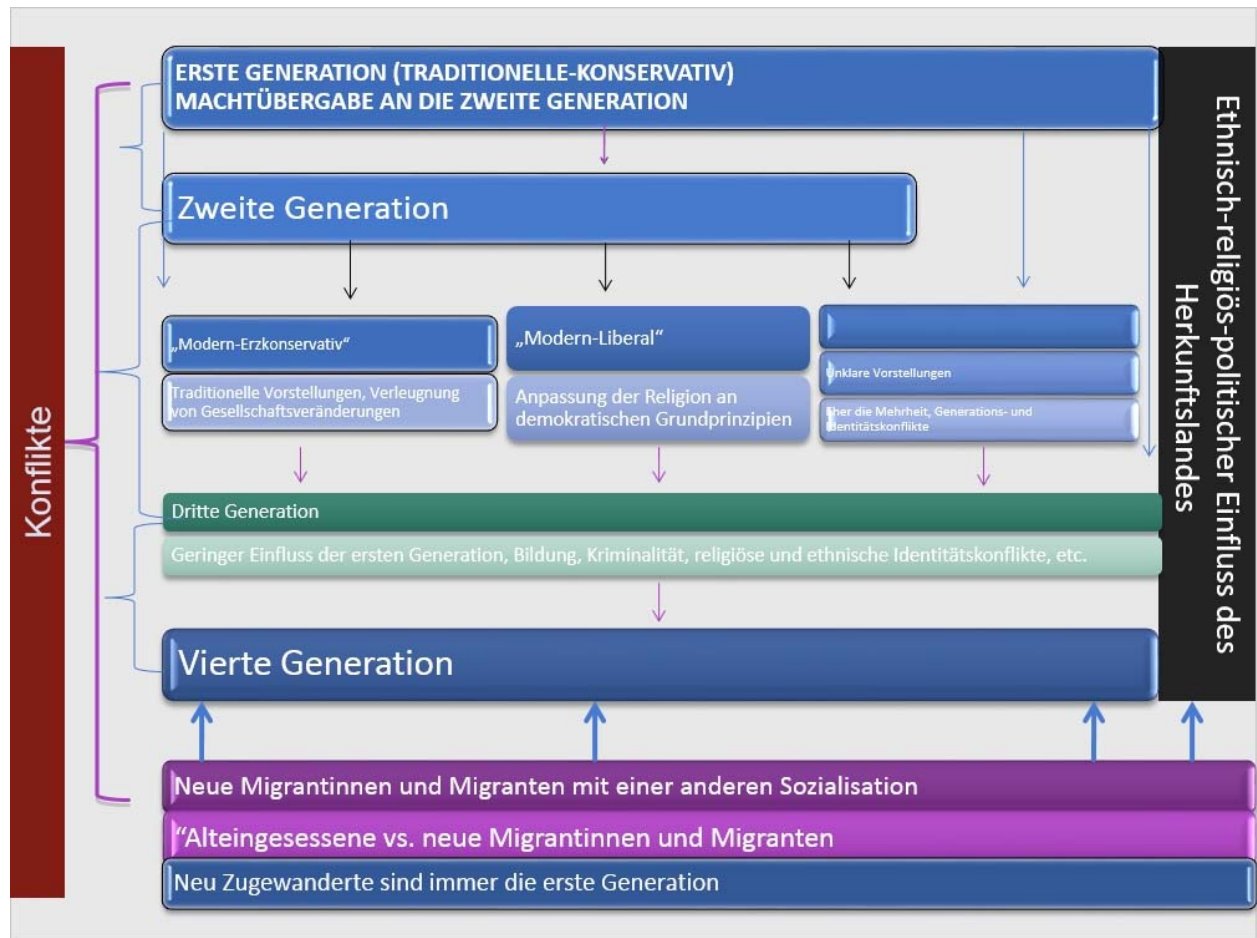 Konflikte
ERSTE GENERATION (TRADITIONELLE-KONSERVATIV)
MACHTÜBERGABE AN DIE ZWEITE GENERATION
Zweite Generation
„Modern-Erzkonservativ“
Traditionelle Vorstellungen, Verleugnung
von Gesellschaftsveränderungen
„Modern-Liberal“
Anpassung der Religion an
demokratischen Grundprinzipien
Unklare Vorstellungen
Eher die Mehrheit, Generations- und
Identitätskonflikte
Dritte Generation
Geringer Einfluss der ersten Generation, Bildung, Kriminalität, religiöse und ethnische Identitätskonflikte, etc.
Vierte Generation
Neue Migrantinnen und Migranten mit einer anderen Sozialisation
“Alteingesessene vs. neue Migrantinnen und Migranten
Neu Zugewanderte sind immer die erste Generation
Ethnisch-religiös-politischer Einfluss des
Herkunftslandes